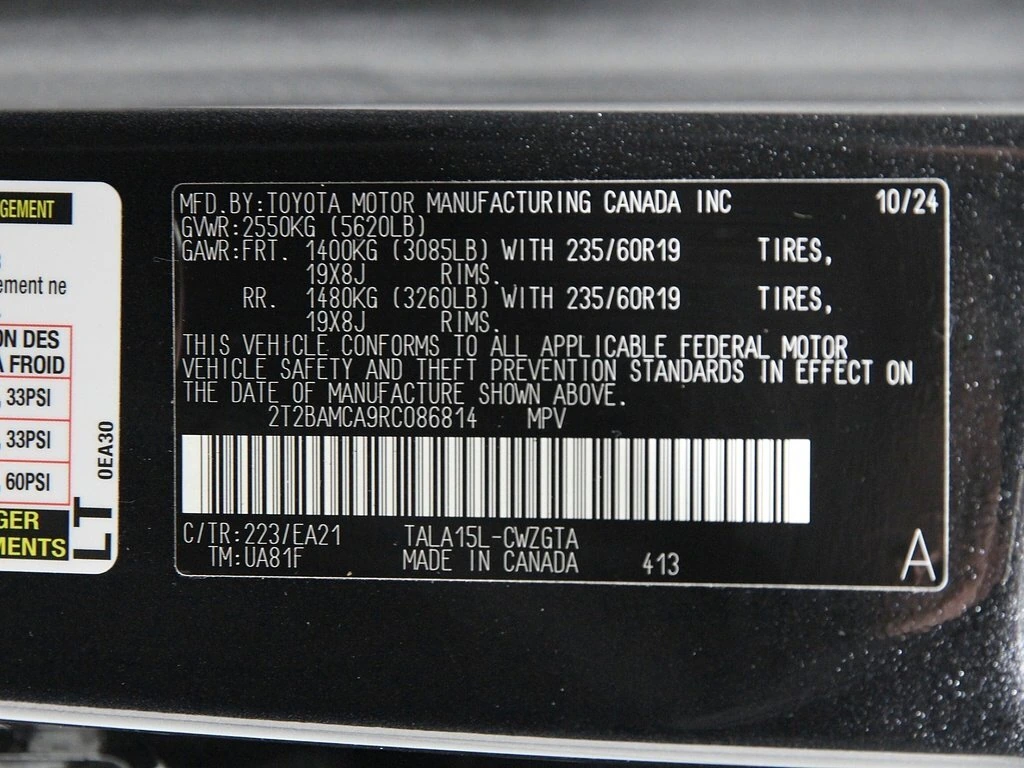 GEMENT
ement ne
ON DES
A FROID
, 33PSI
, 33PSI
, 60PSI
GER
MENTS
LT
0EA30
MFD.BY:TOYOTA MOTOR MANUFACTURING CANADA INC 10/24
GVWR:2550KG (5620LB)
GAWR:FRT. 1400KG (3085LB) WITH 235/60R19 TIRES,
19X8J RIMS.
RR. 1480KG (3260LB) WITH 235/60R19 TIRES,
19X8J RIMS.
THIS VEHICLE CONFORMS TO ALL APPLICABLE FEDERAL MOTOR
VEHICLE SAFETY AND THEFT PREVENTION STANDARDS IN EFFECT ON
THE DATE OF MANUFACTURE SHOWN ABOVE.
2T2BAMCA9RC086814 MPV
C/TR:223/EA21 TALA15L-CWZGTA
TM:UA81F MADE IN CANADA 413 A